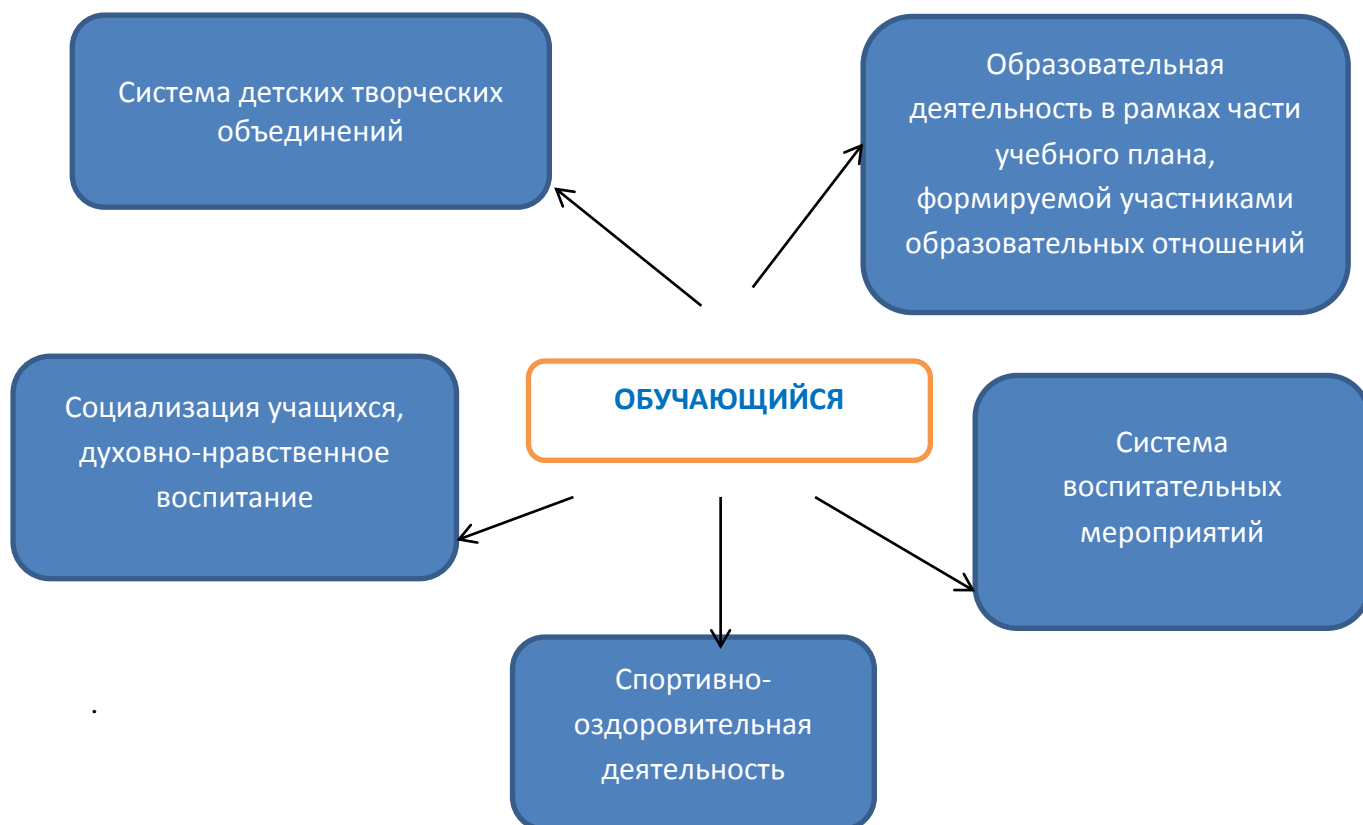 Система детских творческих
объединений
Образовательная
деятельность в рамках части
учебного плана,
формируемой участниками
образовательных отношений
Социализация учащихся,
духовно-нравственное
воспитание
ОБУЧАЮЩИЙСЯ
Система
воспитательных
мероприятий
Спортивно-
оздоровительная
деятельность
.